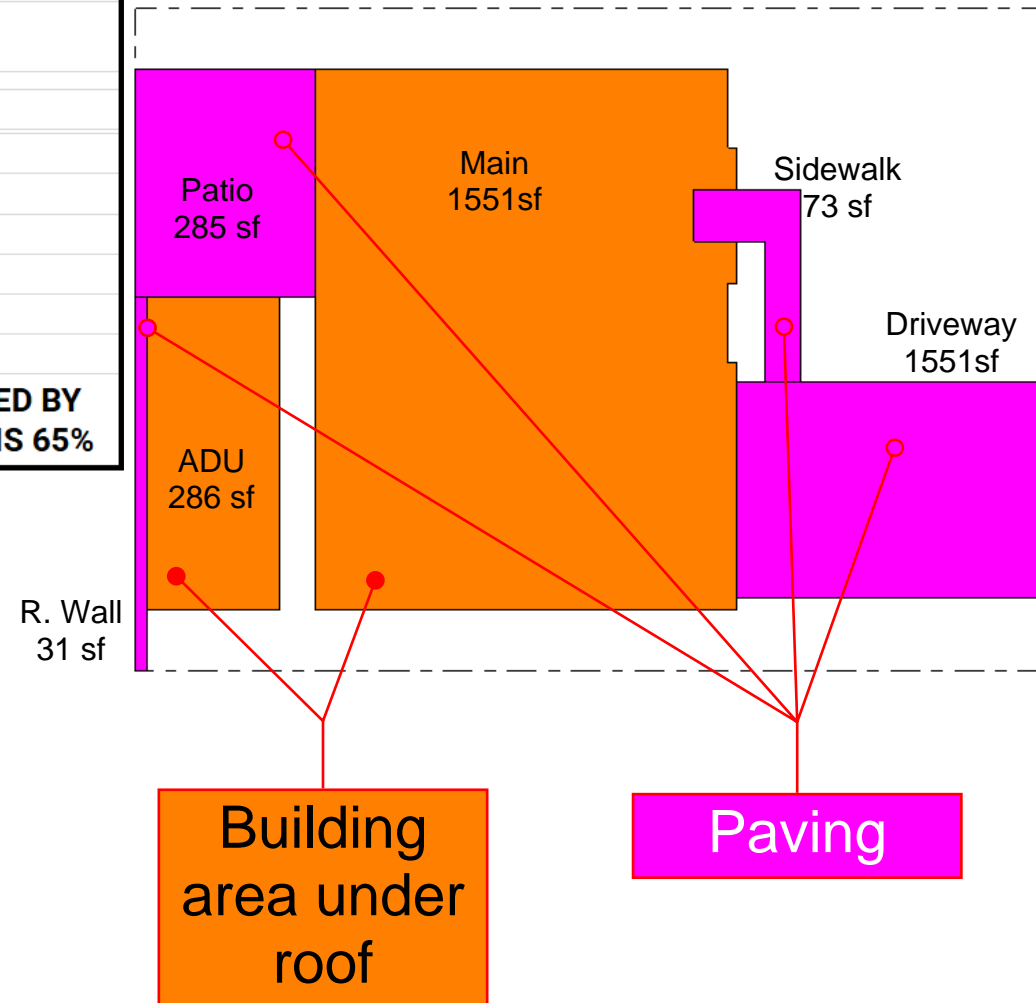 ED BY
IS 65%
Patio
285 sf
Main
1551sf
Sidewalk
73 sf
Driveway
1551sf
ADU
286 sf
R. Wall
31 sf
Building
area under
roof
Paving